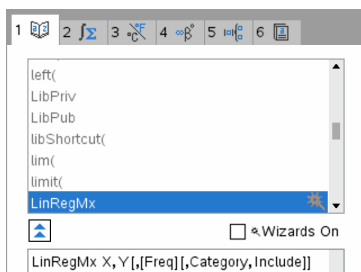 1 2 ∫Σ 3 °C°F 4 ∞β° 5 6
left(
LibPriv
LibPub
libShortcut(
lim(
limit(
LinRegMx
Wizards On
LinRegMx X,Y[,[Freq][,Category,Include]]